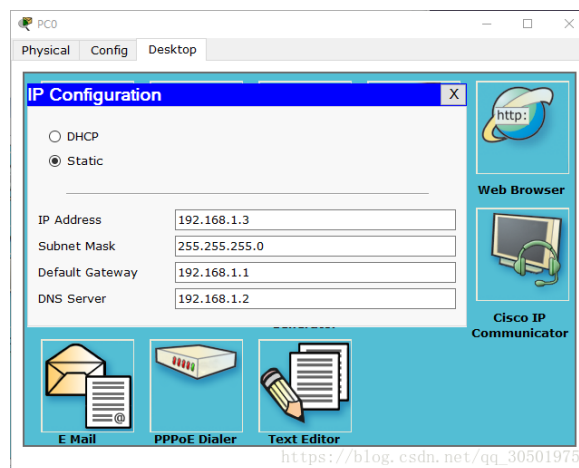 PC0
Physical Config Desktop
IP Configuration X
DHCP
Static
http:
Web Browser
IP Address 192.168.1.3
Subnet Mask 255.255.255.0
Default Gateway 192.168.1.1
DNS Server 192.168.1.2
Cisco IP
Communicator
@
E Mail PPPoE Dialer Text Editor
https://blog.csdn.net/qq_30501975